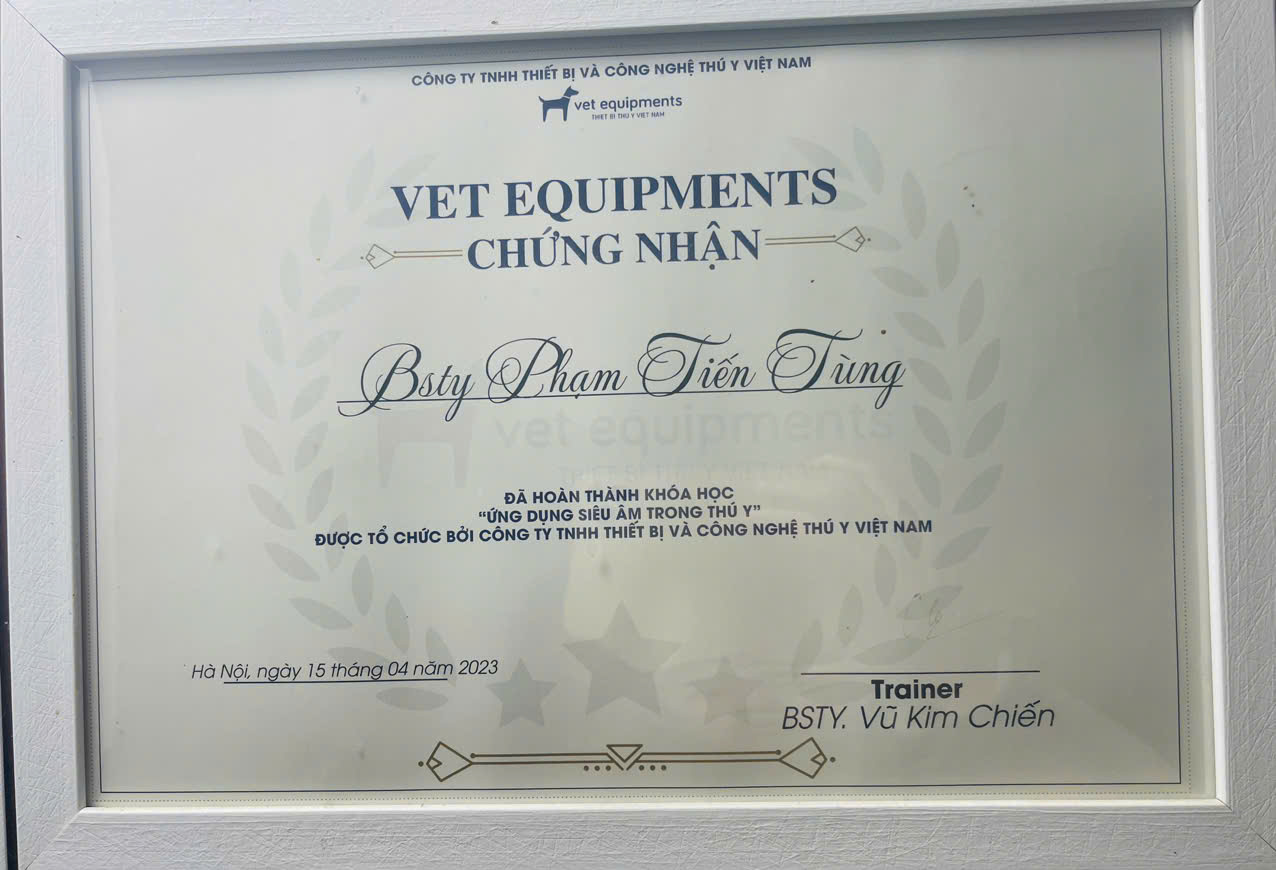 CÔNG TY TNHH THIẾT BỊ VÀ CÔNG NGHỆ THÚ Y VIỆT NAM
vet equipments
THIẾT BỊ THÚ Y VIỆT NAM
VET EQUIPMENTS
CHỨNG NHẬN
Bsty Phạm Tiến Tùng
vet equipments
ĐÃ HOÀN THÀNH KHÓA HỌC
“ỨNG DỤNG SIÊU ÂM TRONG THÚ Y”
ĐƯỢC TỔ CHỨC BỞI CÔNG TY TNHH THIẾT BỊ VÀ CÔNG NGHỆ THÚ Y VIỆT NAM
Hà Nội, ngày 15 tháng 04 năm 2023
Trainer
BSTY. Vũ Kim Chiến